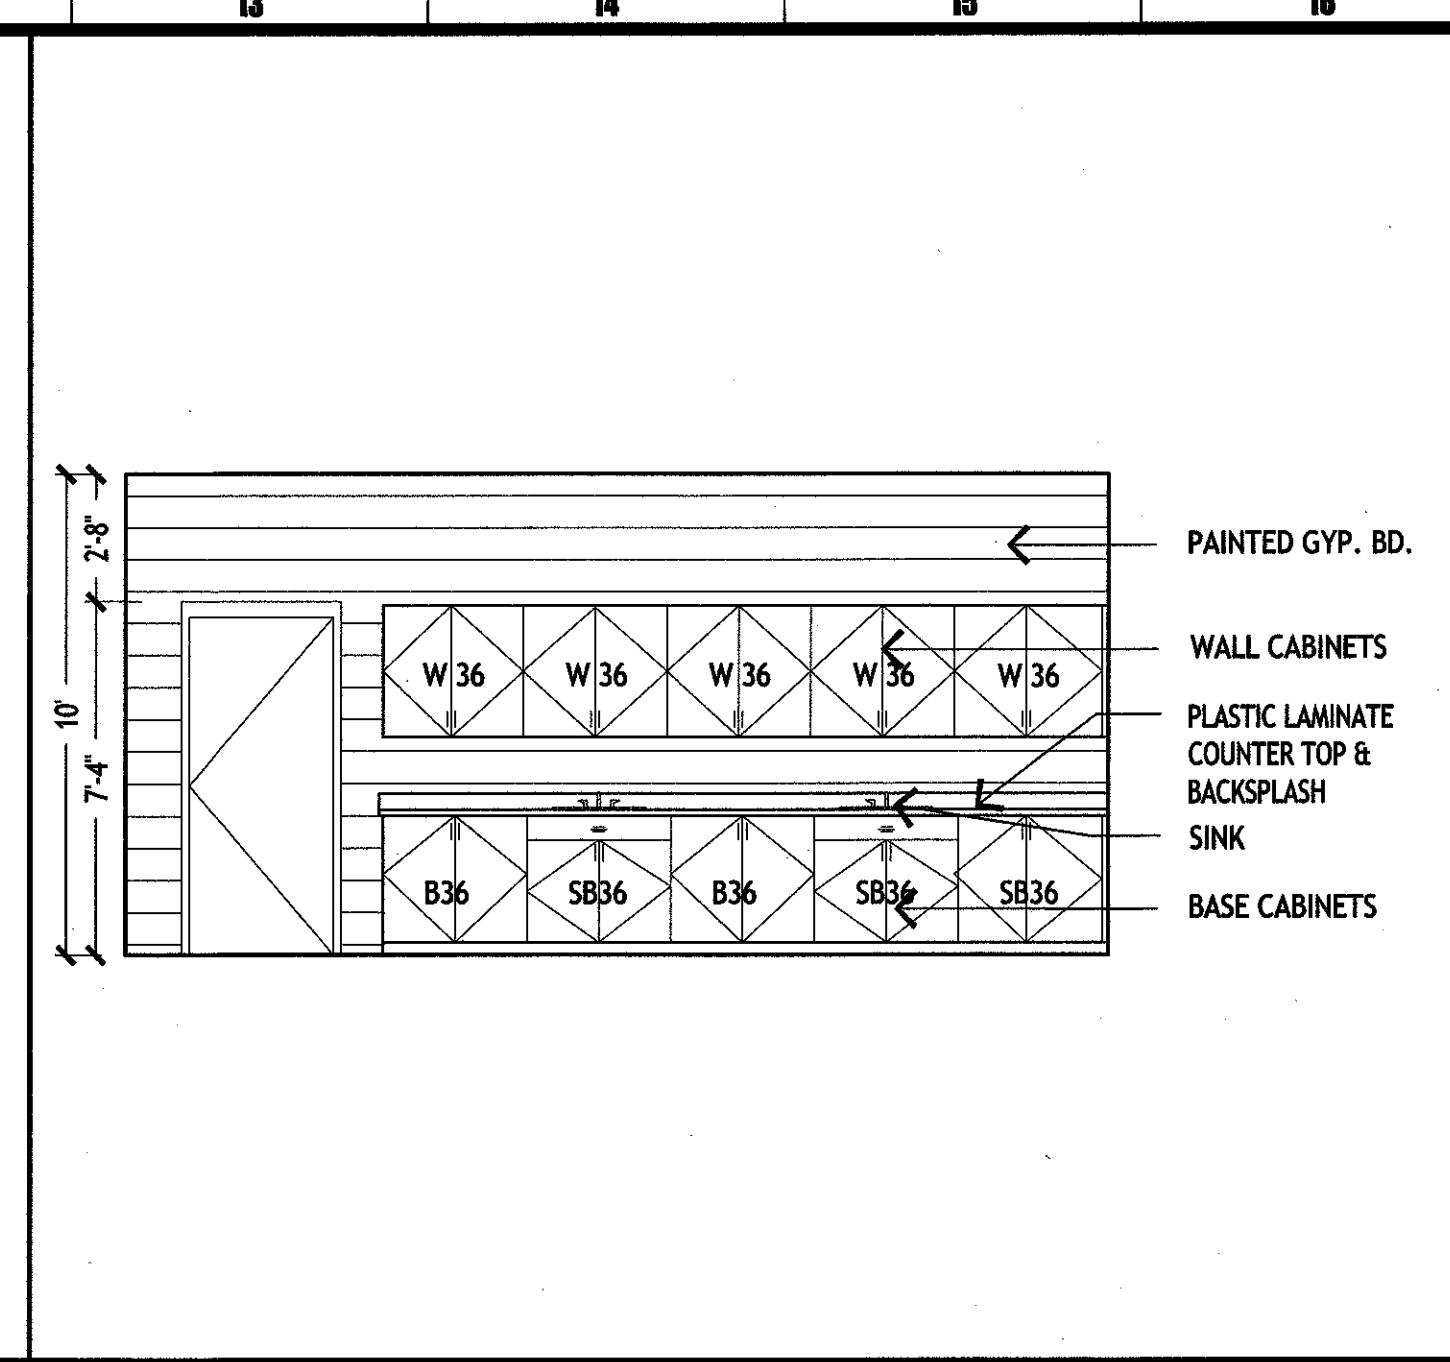 13 14 15 16
2'-8"
10'
7'-4"
PAINTED GYP. BD.
W 36 W 36 W 36 W 36 W 36
WALL CABINETS
PLASTIC LAMINATE
COUNTER TOP &
BACKSPLASH
SINK
B36 SB36 B36 SB36 SB36
BASE CABINETS